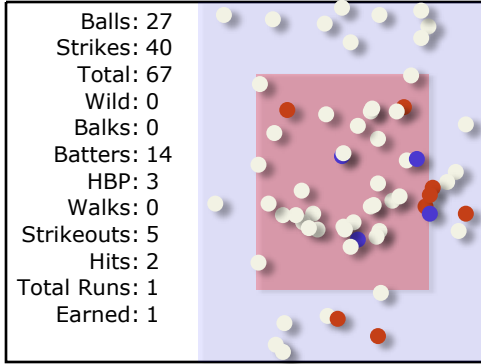 Balls: 27
Strikes: 40
Total: 67
Wild: 0
Balks: 0
Batters: 14
HBP: 3
Walks: 0
Strikeouts: 5
Hits: 2
Total Runs: 1
Earned: 1